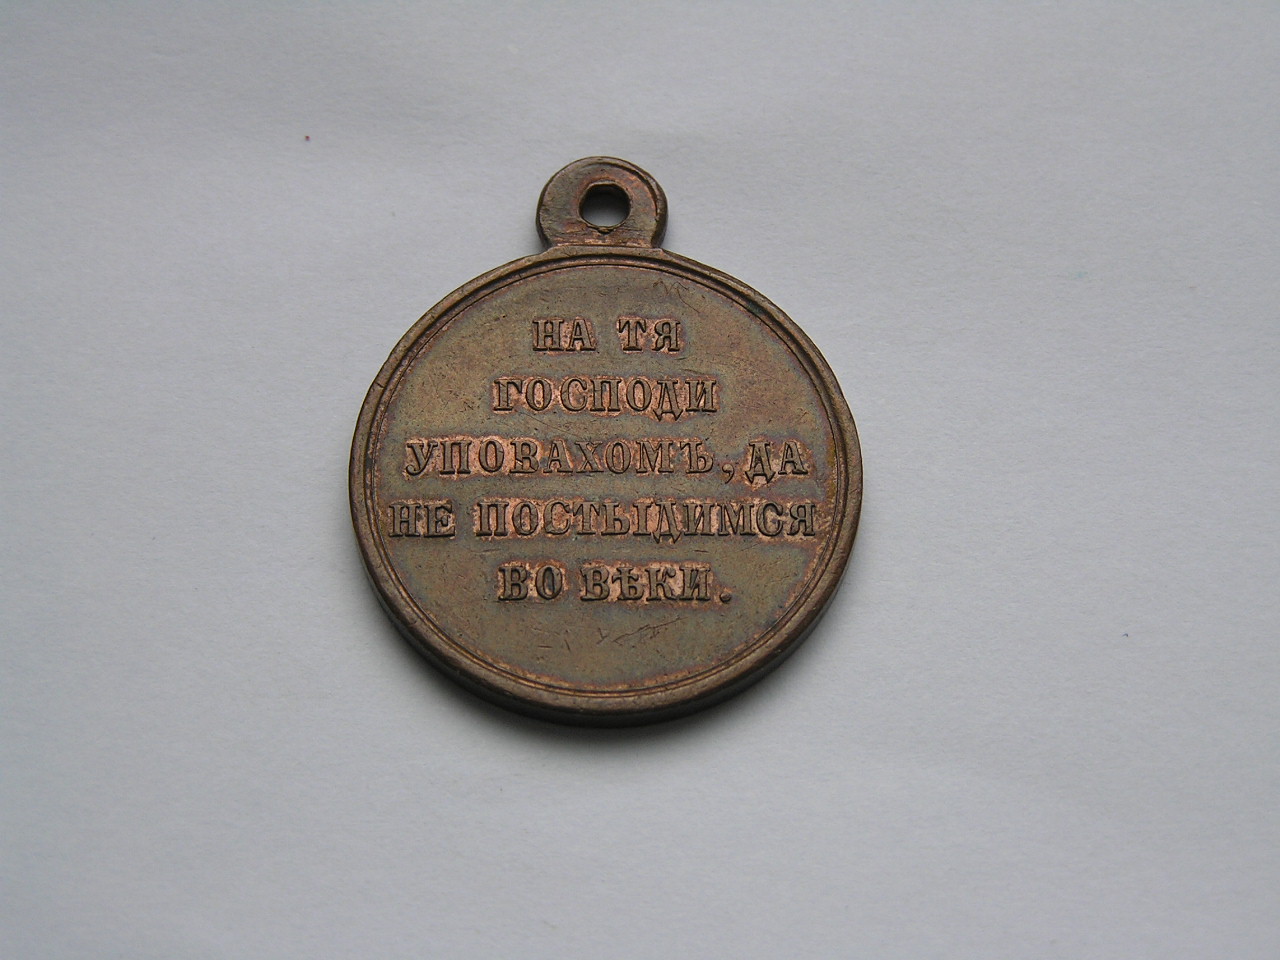 НА ТЯ
ГОСПОДИ
УПОВАХОМЪ, ДА
НЕ ПОСТЫДИМСЯ
ВО ВѢКИ.